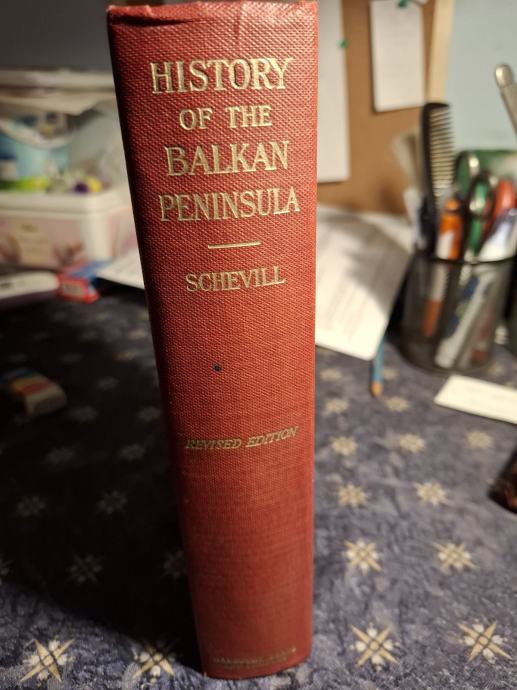 HISTORY
OF THE
BALKAN
PENINSULA
SCHEVILL
REVISED EDITION